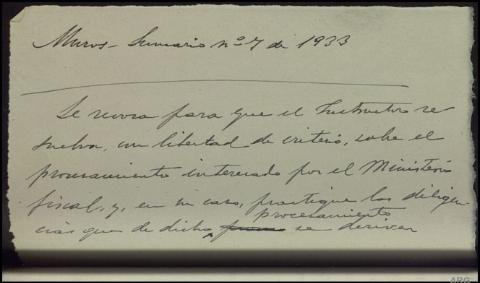 Muros - Sumario nº 7 de 1933
Se revoca para que el Instructor re
suelva, con libertad de criterio, sobre el
procesamiento interesado por el Ministerio
fiscal, y, en su caso, practique las diligen
procesamiento
cias que de dicho se deriven
ARG